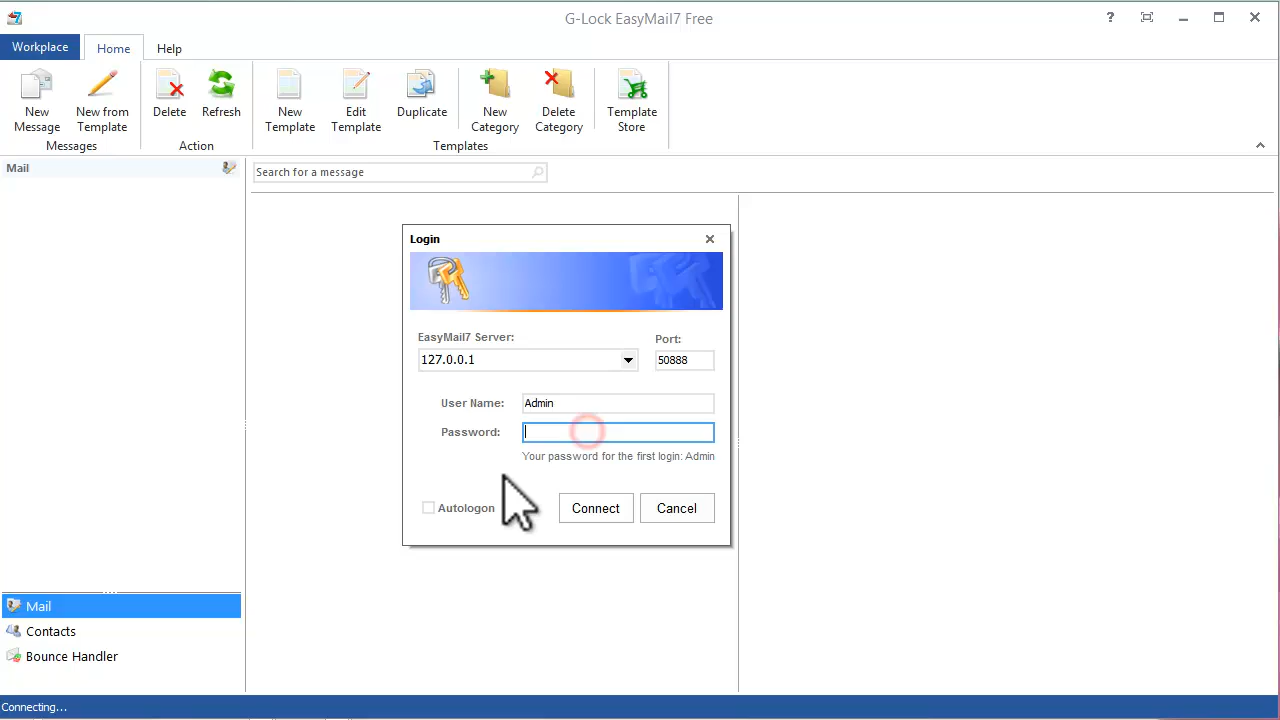 G-Lock EasyMail7 Free
?
Workplace Home Help
New Message
New from Template
Messages
Delete
Refresh
Action
New Template
Edit Template
Duplicate
New Category
Delete Category
Template Store
Templates
Mail
Search for a message
Login
EasyMail7 Server:
Port:
127.0.0.1
50888
User Name: Admin
Password:
Your password for the first login: Admin
Autologon
Connect
Cancel
Mail
Contacts
Bounce Handler
Connecting...